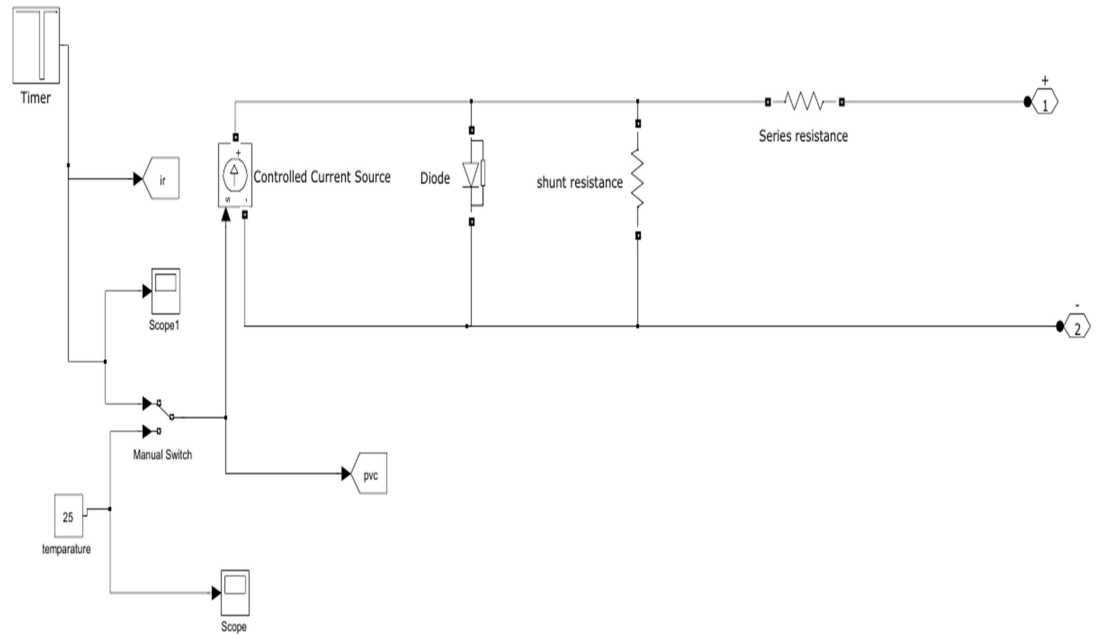 Timer
+
1
Series resistance
ir
+
s
-
Controlled Current Source
Diode
shunt resistance
Scope1
-
2
Manual Switch
pvc
25
temparature
Scope